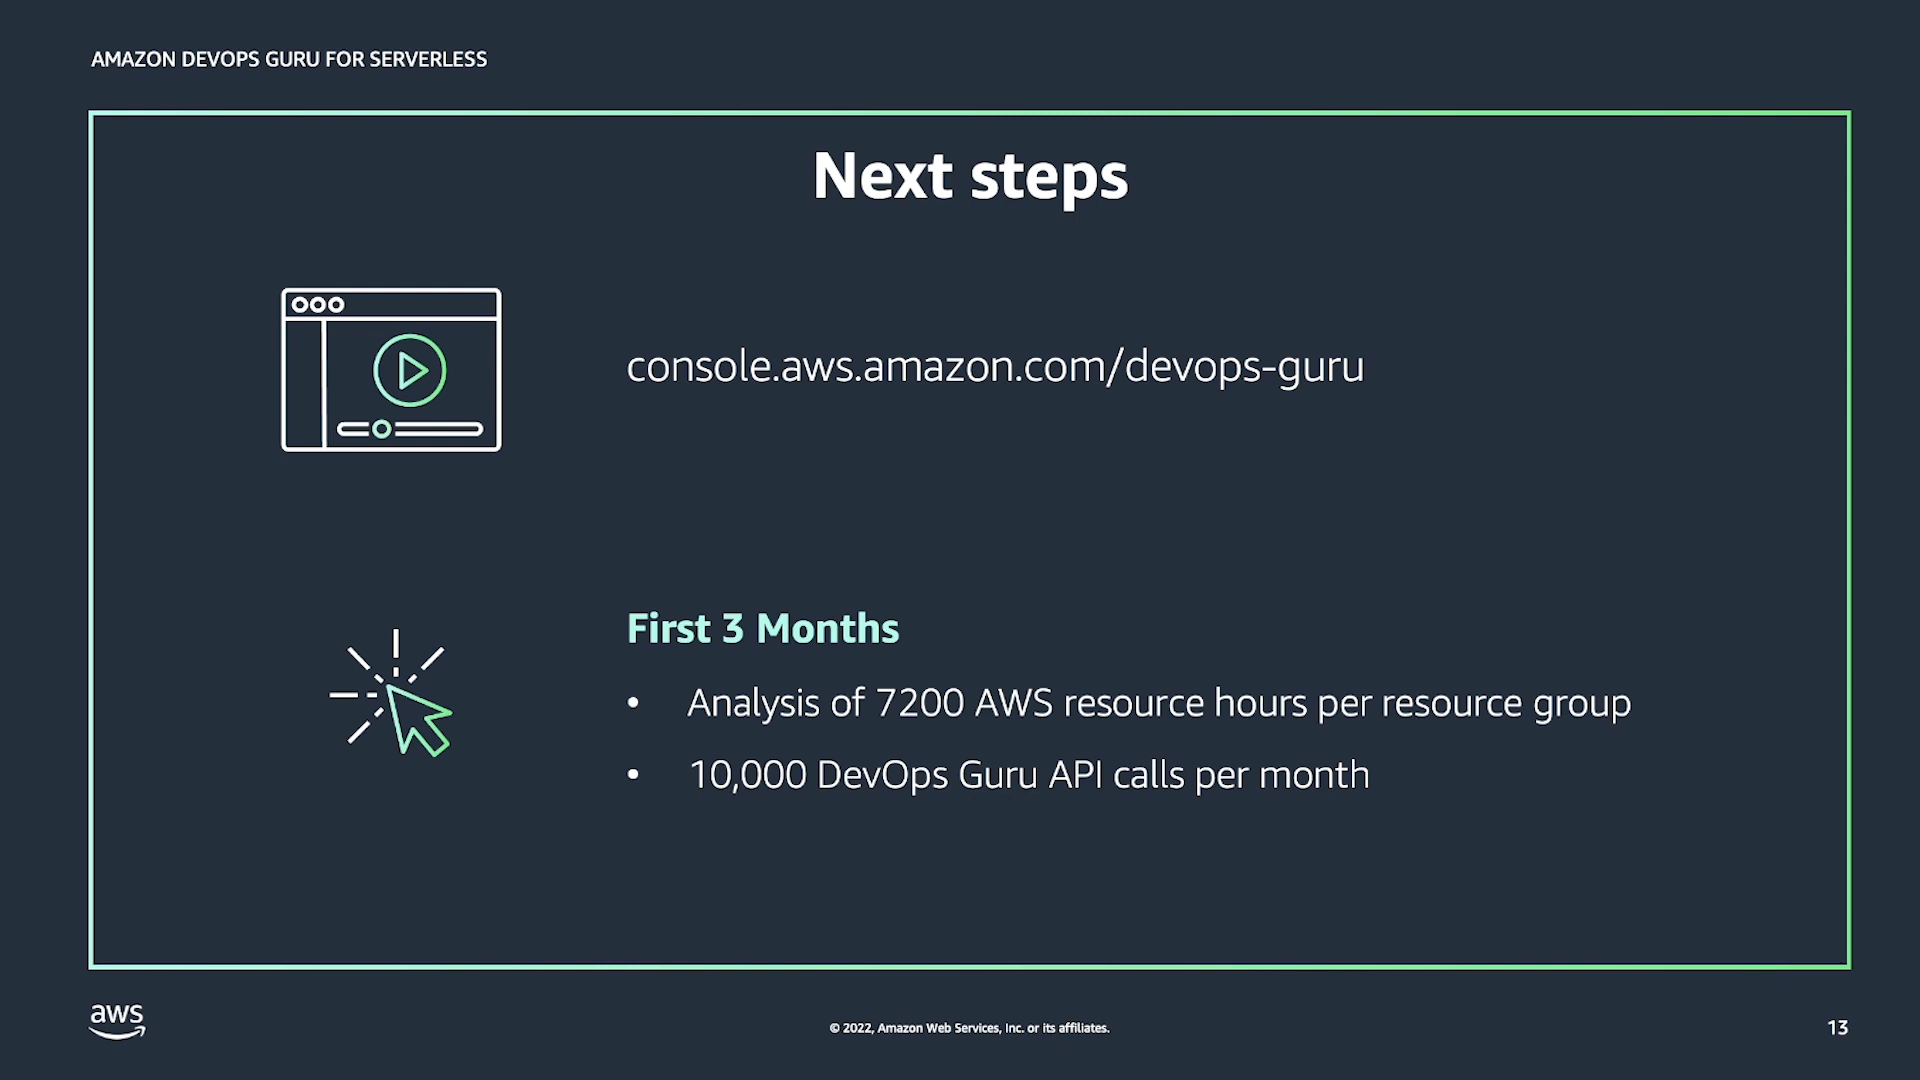 AMAZON DEVOPS GURU FOR SERVERLESS
Next steps
console.aws.amazon.com/devops-guru
First 3 Months
• Analysis of 7200 AWS resource hours per resource group
• 10,000 DevOps Guru API calls per month
aws
© 2022, Amazon Web Services, Inc. or its affiliates.
13